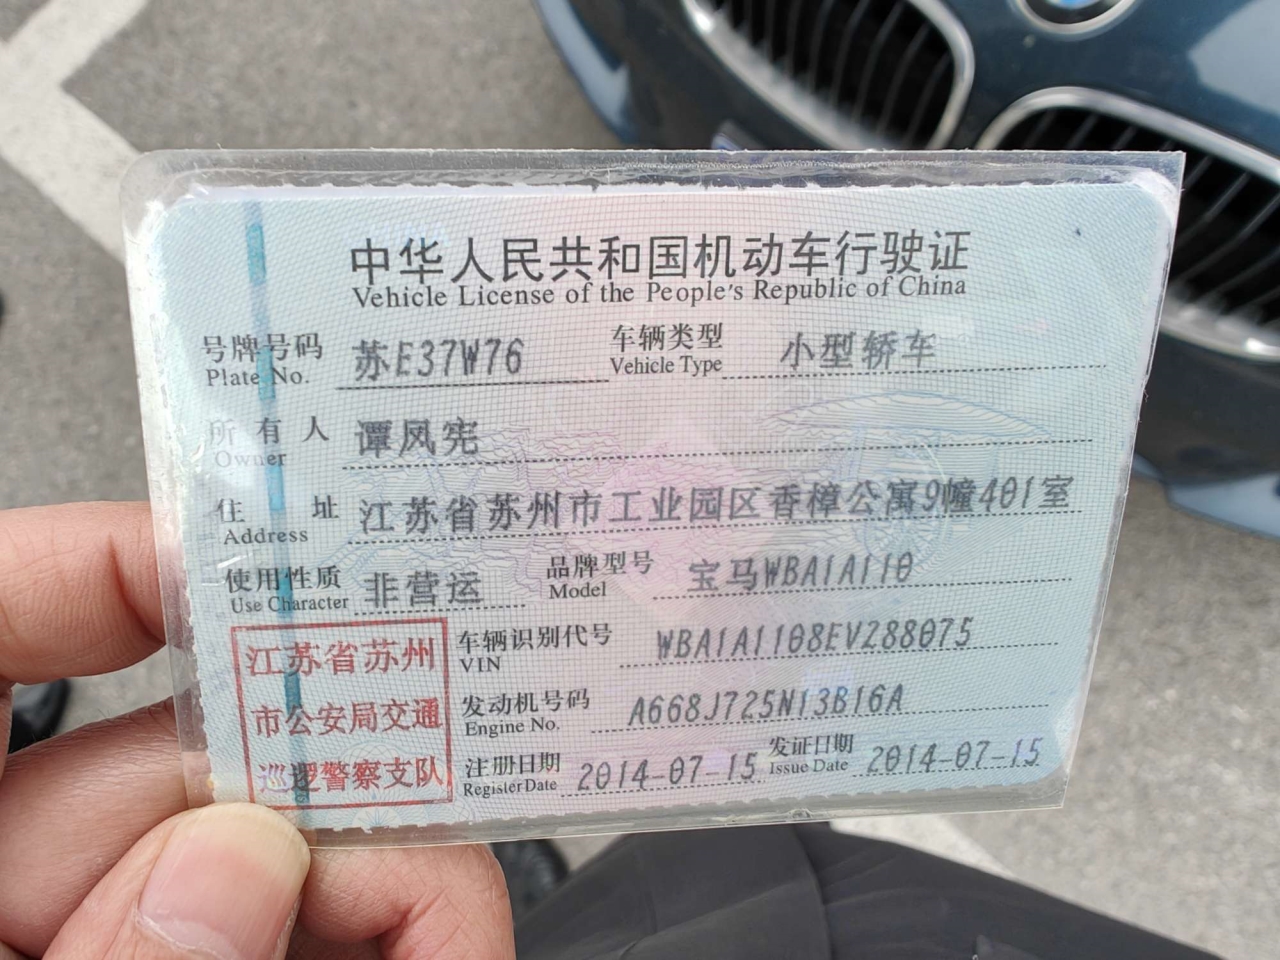 中华人民共和国机动车行驶证
Vehicle License of the People's Republic of China
号牌号码 苏E37W76 车辆类型 小型轿车
Plate No. Vehicle Type
所有人 谭凤宪
Owner
住址 江苏省苏州市工业园区香樟公寓9幢401室
Address
使用性质 非营运 品牌型号 宝马WBA1A110
Use Character Model
江苏省苏州
市公安局交通
巡逻警察支队
车辆识别代号 WBA1A1108EVZ88075
VIN
发动机号码 A668J725N13B16A
Engine No.
注册日期 2014-07-15 发证日期 2014-07-15
Register Date Issue Date